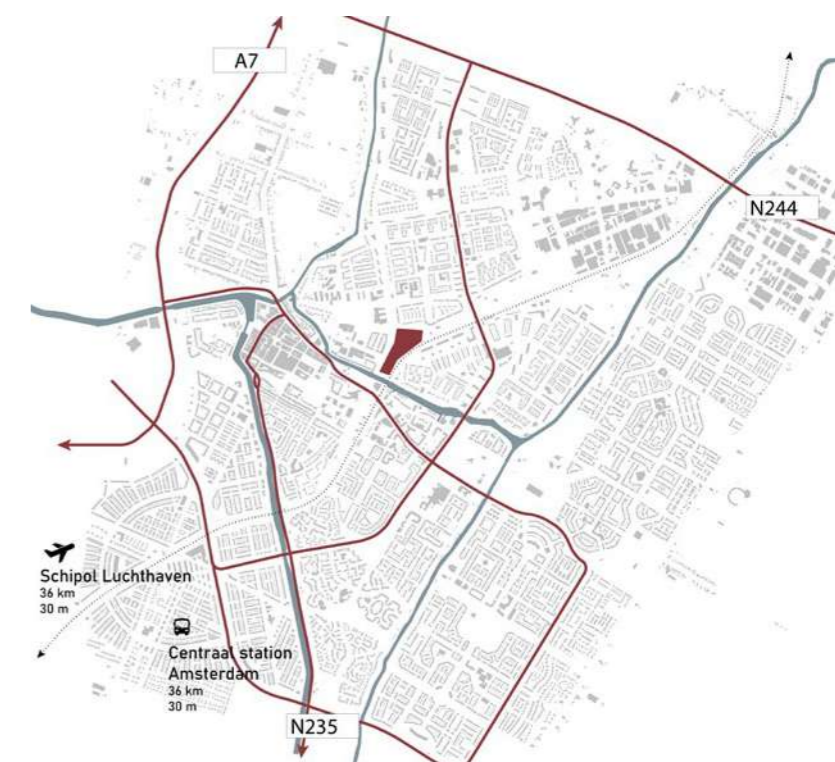 A7
N244
Schipol Luchthaven
36 km
30 m
Centraal station
Amsterdam
36 km
30 m
N235